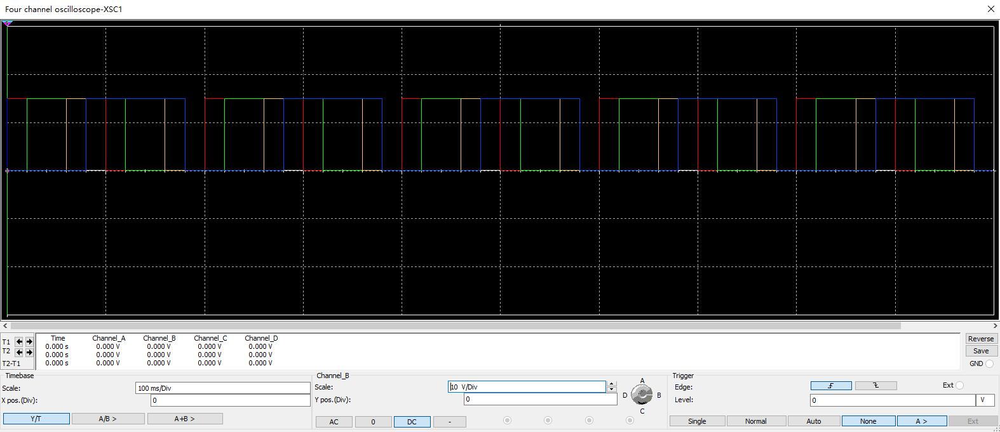 Four channel oscilloscope-XSC1
T1
T2
T2-T1
Time Channel_A Channel_B Channel_C Channel_D
0.000 s 0.000 V 0.000 V 0.000 V 0.000 V
0.000 s 0.000 V 0.000 V 0.000 V 0.000 V
0.000 s 0.000 V 0.000 V 0.000 V 0.000 V
Reverse
Save
GND
Timebase
Scale: 100 ms/Div
X pos.(Div): 0
Y/T A/B > A+B >
Channel_B
Scale: 10 V/Div
Y pos.(Div): 0
AC 0 DC -
A
D B
C
Trigger
Edge: Ext
Level: 0 V
Single Normal Auto None A > Ext